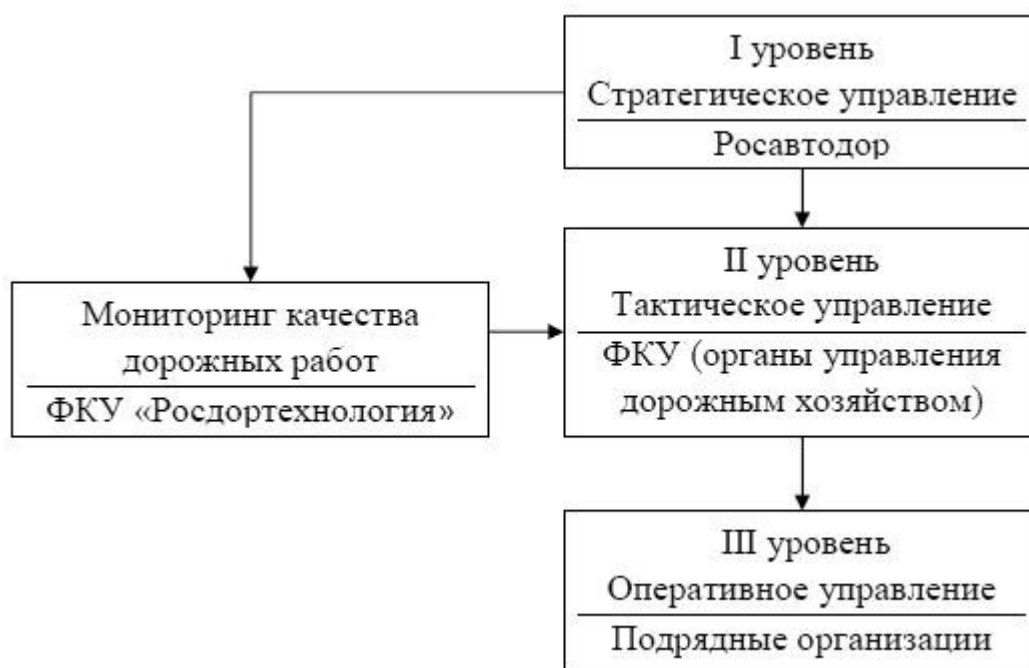 I уровень
Стратегическое управление
Росавтодор
II уровень
Тактическое управление
ФКУ (органы управления
дорожным хозяйством)
Мониторинг качества
дорожных работ
ФКУ «Росдортехнология»
III уровень
Оперативное управление
Подрядные организации